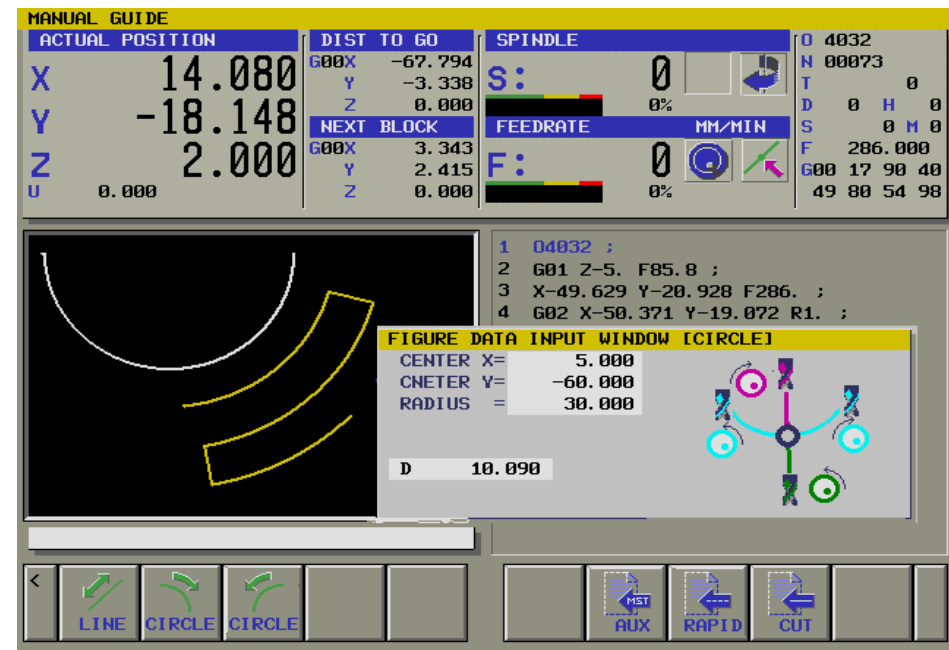 MANUAL GUIDE
ACTUAL POSITION
X 14.080
Y -18.148
Z 2.000
U 0.000
DIST TO GO
G00X -67.794
Y -3.338
Z 0.000
NEXT BLOCK
G00X 3.343
Y 2.415
Z 0.000
SPINDLE
S: 0
0%
FEEDRATE MM/MIN
F: 0
0%
O 4032
N 00073
T 0
D 0 H 0
S 0 M 0
F 286.000
G00 17 90 40
49 80 54 98
1 O4032 ;
2 G01 Z-5. F85.8 ;
3 X-49.629 Y-20.928 F286. ;
4 G02 X-50.371 Y-19.072 R1. ;
FIGURE DATA INPUT WINDOW [CIRCLE]
CENTER X= 5.000
CNETER Y= -60.000
RADIUS = 30.000
D 10.090
<
LINE
CIRCLE
CIRCLE
MST
AUX
RAPID
CUT